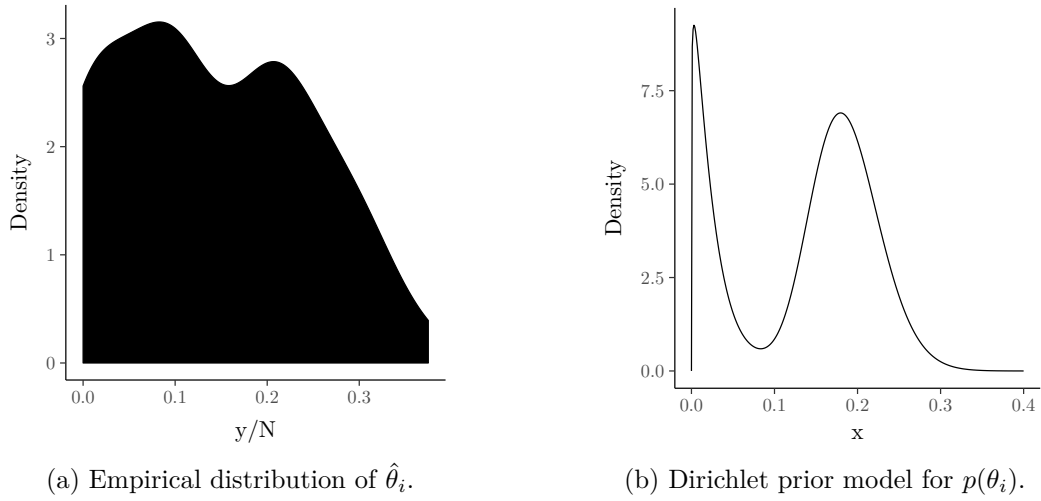 Density
3
2
1
0
0.0 0.1 0.2 0.3
y/N
(a) Empirical distribution of θ̂ᵢ.
Density
7.5
5.0
2.5
0.0
0.0 0.1 0.2 0.3 0.4
x
(b) Dirichlet prior model for p(θᵢ).